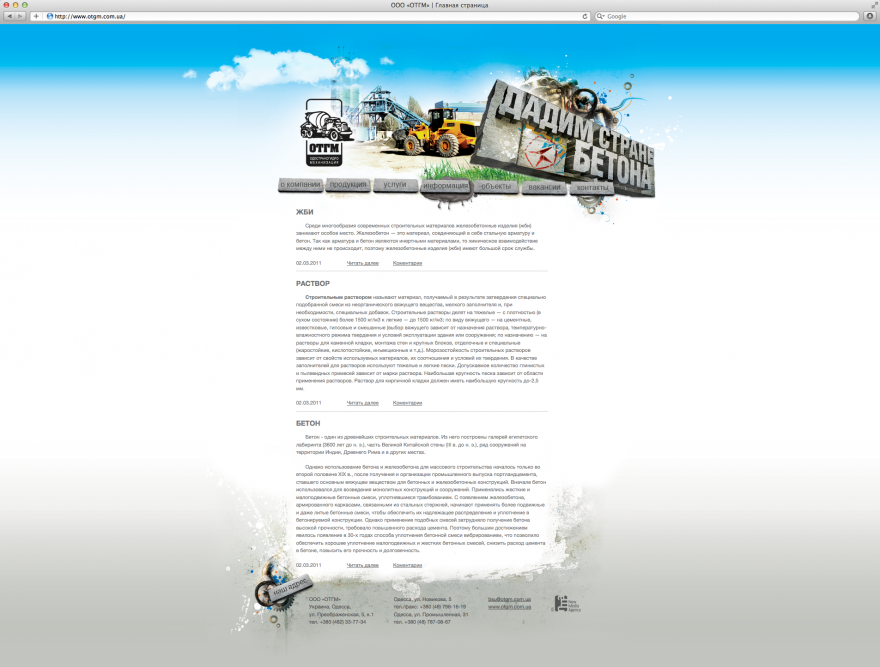 ООО «ОТГМ» | Главная страница
http://www.otgm.com.ua/
Google
ДАДИМ СТРАНЕ
БЕТОНА
ОТГМ
о компании
продукция
услуги
информация
объекты
вакансии
контакты
ЖБИ
Среди многообразия современных строительных материалов железобетонные изделия (жби)
занимают особое место. Железобетон — это материал, соединяющий в себе стальную арматуру и
бетон. Так как арматура и бетон являются инертными материалами, то химическое взаимодействие
между ними не происходит, поэтому железобетонные изделия (жби) имеют большой срок службы.
02.03.2011 Читать далее Коментарии
РАСТВОР
Строительным раствором называют материал, получаемый в результате затвердения специально
подобранной смеси из неорганического вяжущего вещества, мелкого заполнителя и, при
необходимости, специальных добавок. Строительные растворы делят на тяжелые — с плотностью (в
сухом состоянии) более 1500 кг/м3 и легкие — до 1500 кг/м3; по виду вяжущего — на цементные,
известковые, гипсовые и смешанные (выбор вяжущего зависит от назначения раствора, температурно-
влажностного режима твердения и условий эксплуатации здания или сооружения; по назначению — на
растворы для каменной кладки, монтажа стен и крупных блоков, отделочные и специальные
(жаростойкие, кислотостойкие, инъекционные и т.д.). Морозостойкость строительных растворов
зависит от свойств используемых материалов, их соотношения и условий их твердения. В качестве
заполнителей для растворов используют тяжелые и легкие пески. Допускаемое количество глинистых
и пылевидных примесей зависит от марки раствора. Наибольшая крупность песка зависит от области
применения растворов. Раствор для кирпичной кладки должен иметь наибольшую крупность до-2,5
мм.
02.03.2011 Читать далее Коментарии
БЕТОН
Бетон - один из древнейших строительных материалов. Из него построены галерей египетского
лабиринта (3600 лет до н. э.), часть Великой Китайской стены (III в. до н. э.), ряд сооружений на
территории Индии, Древнего Рима и в других местах.
Однако использование бетона и железобетона для массового строительства началось только во
второй половине XIX в., после получения и организации промышленного выпуска портландцемента,
ставшего основным вяжущим веществом для бетонных и железобетонных конструкций. Вначале бетон
использовался для возведения монолитных конструкций и сооружений. Применялись жесткие и
малоподвижные бетонные смеси, уплотнявшиеся трамбованием. С появлением железобетона,
армированного каркасами, связанными из стальных стержней, начинают применять более подвижные
и даже литые бетонные смеси, чтобы обеспечить их надлежащее распределение и уплотнение в
бетонируемой конструкции. Однако применение подобных смесей затрудняло получение бетона
высокой прочности, требовало повышенного расхода цемента. Поэтому большим достижением
явилось появление в 30-х годах способа уплотнения бетонной смеси вибрированием, что позволило
обеспечить хорошее уплотнение малоподвижных и жестких бетонных смесей, снизить расход цемента
в бетоне, повысить его прочность и долговечность.
02.03.2011 Читать далее Коментарии
наш адрес
ООО «ОТГМ»
Украина, Одесса,
ул. Преображенская, 5, к.1
тел. +380 (482) 33-77-34
Одесса, ул. Новикова, 5
тел./факс: +380 (48) 799-16-19
Одесса, ул. Промышленная, 31
тел. +380 (48) 797-08-67
www.otgm.com.ua